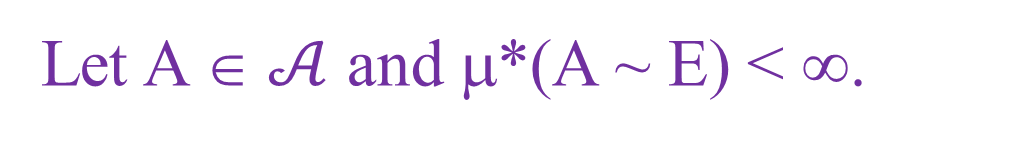 Let A ∈ 𝒜 and μ*(A ~ E) < ∞.